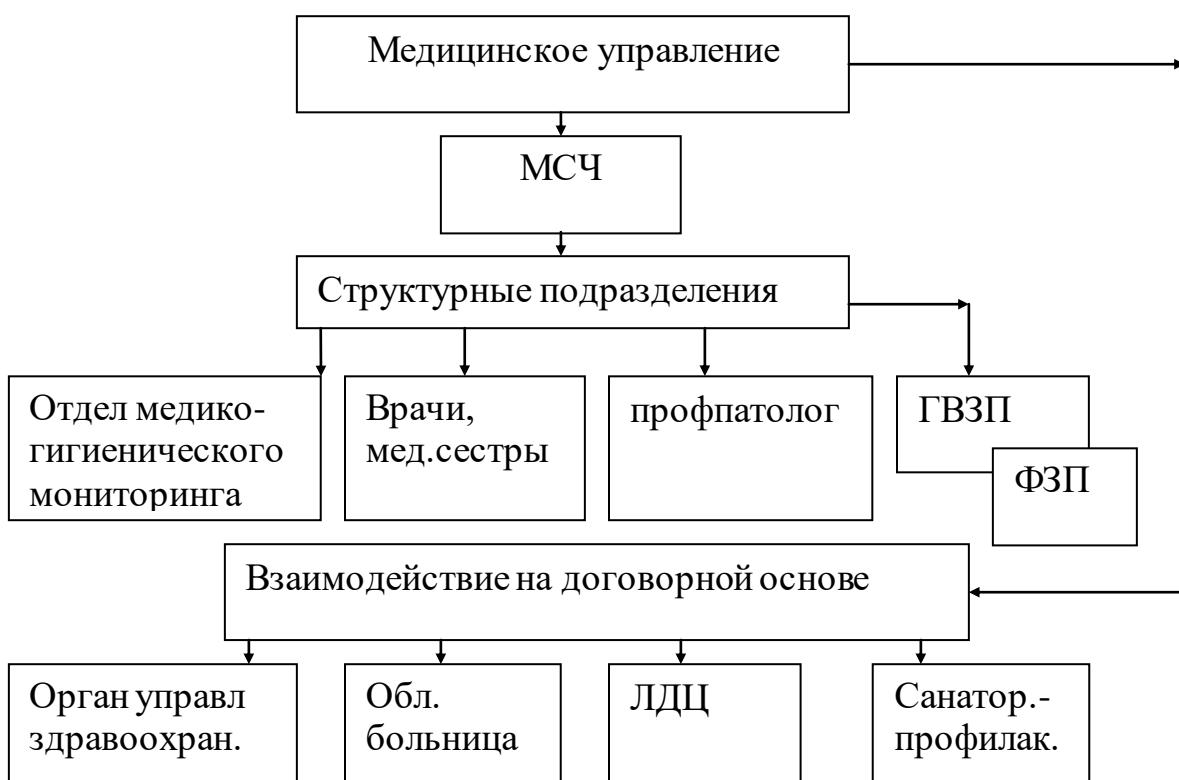 Медицинское управление
МСЧ
Структурные подразделения
Отдел медико-
гигиенического
мониторинга
Врачи,
мед.сестры
профпатолог
ГВЗП
ФЗП
Взаимодействие на договорной основе
Орган управл
здравоохран.
Обл.
больница
ЛДЦ
Санатор.-
профилак.